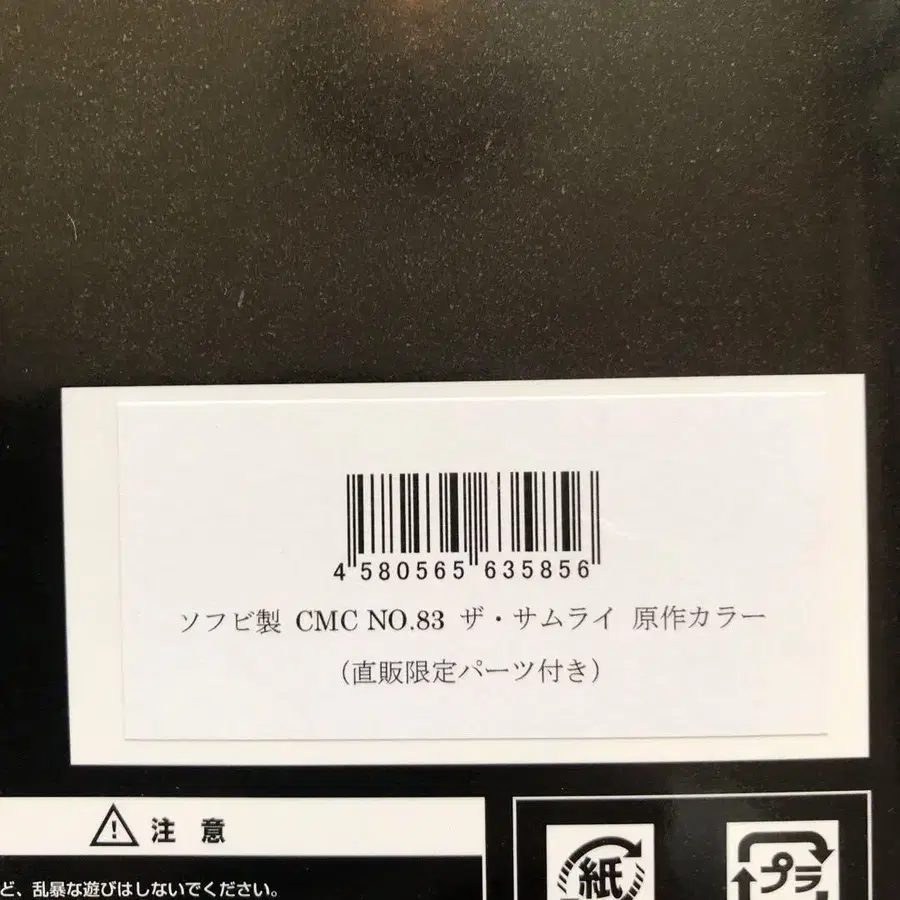 4 580565 635856
ソフビ製 CMC NO.83 ザ・サムライ 原作カラー
（直販限定パーツ付き）
注 意
ど、乱暴な遊びはしないでください。
紙
プラ